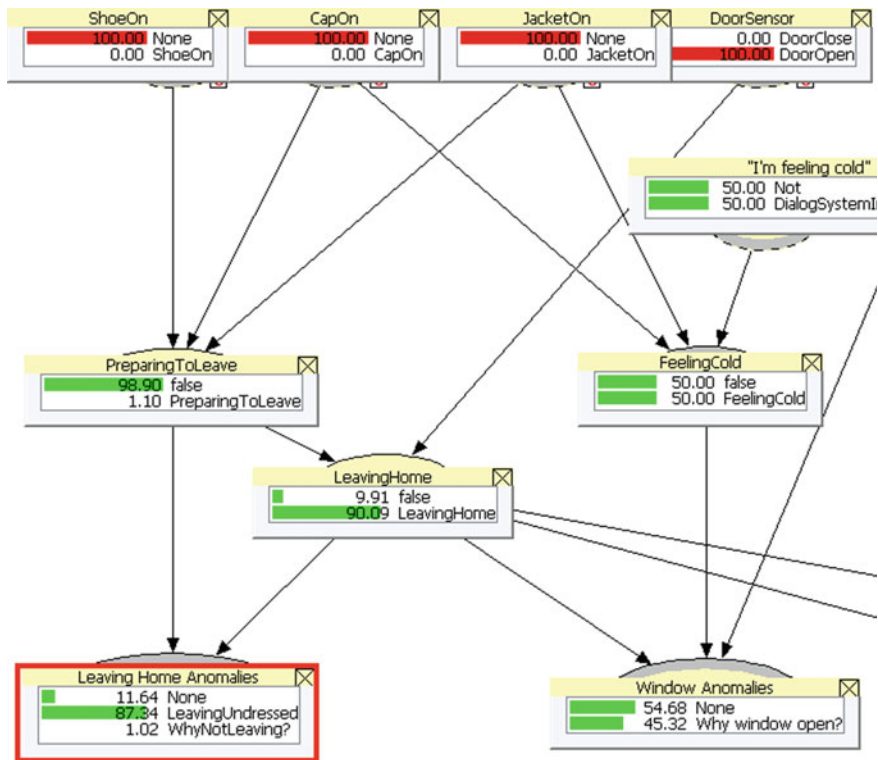 ShoeOn
100.00 None
0.00 ShoeOn
CapOn
100.00 None
0.00 CapOn
JacketOn
100.00 None
0.00 JacketOn
DoorSensor
0.00 DoorClose
100.00 DoorOpen
"I'm feeling cold"
50.00 Not
50.00 DialogSystemI
PreparingToLeave
98.90 false
1.10 PreparingToLeave
FeelingCold
50.00 false
50.00 FeelingCold
LeavingHome
9.91 false
90.09 LeavingHome
Leaving Home Anomalies
11.64 None
87.34 LeavingUndressed
1.02 WhyNotLeaving?
Window Anomalies
54.68 None
45.32 Why window open?